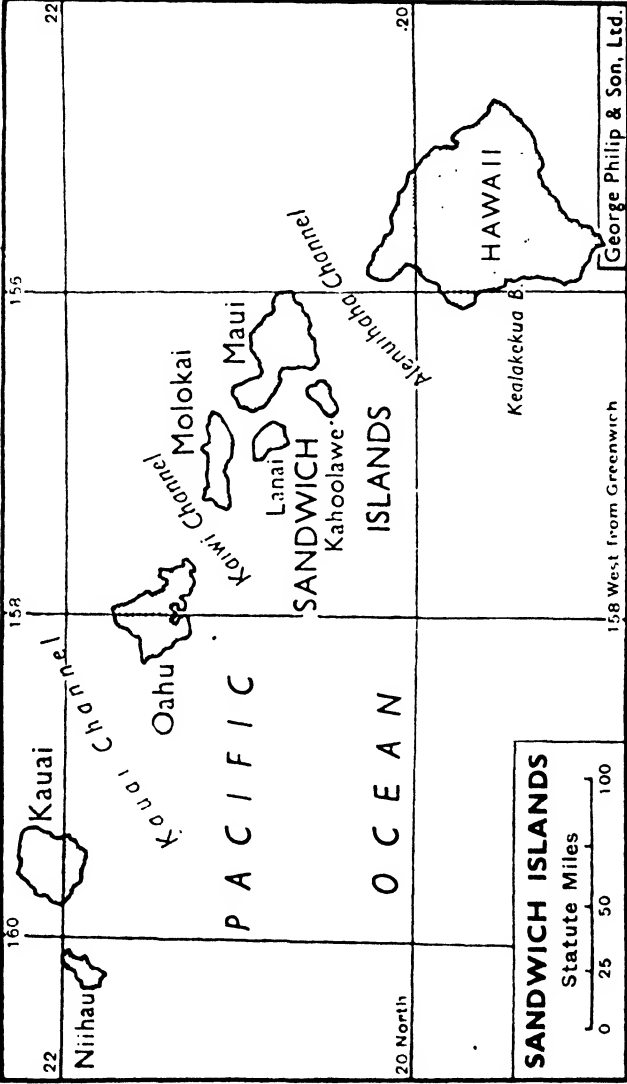 22
160
158
156
22
Niihau
Kauai
Kauai Channel
Oahu
Kaiwi Channel
Molokai
Maui
Lanai
SANDWICH
Kahoolawe
ISLANDS
Alenuihaha Channel
PACIFIC
OCEAN
20 North
.20
HAWAII
Kealakekua B.
SANDWICH ISLANDS
Statute Miles
0 25 50 100
158 West from Greenwich
George Philip & Son, Ltd.